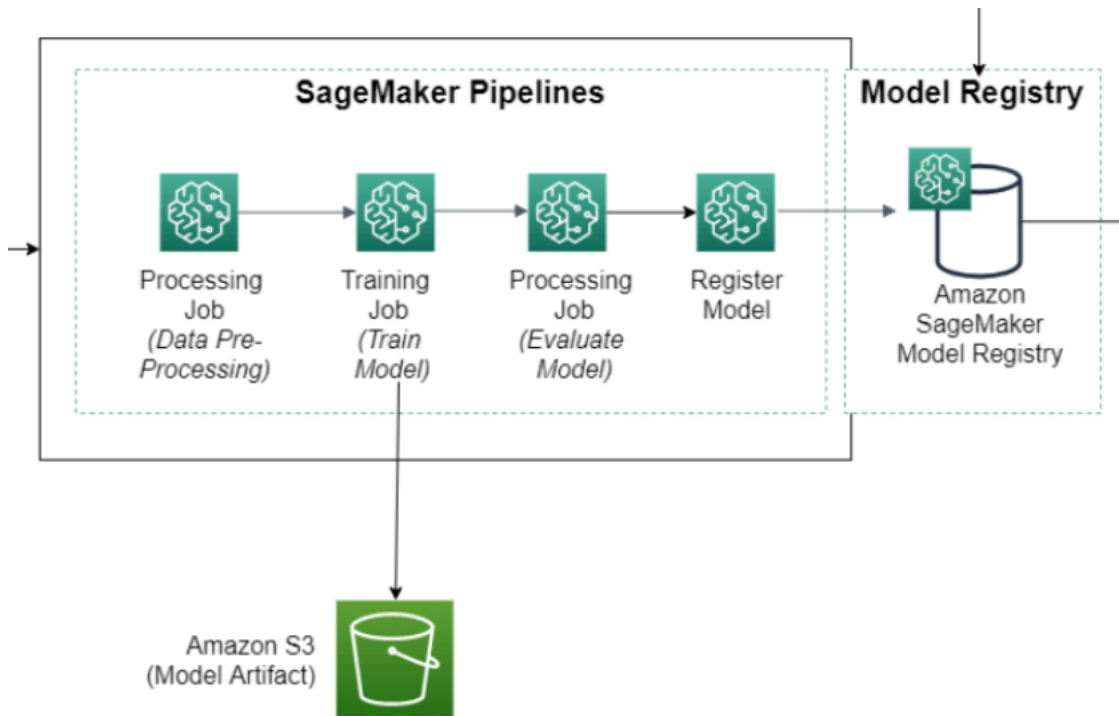 SageMaker Pipelines
Model Registry
Processing
Job
(Data Pre-
Processing)
Training
Job
(Train
Model)
Processing
Job
(Evaluate
Model)
Register
Model
Amazon
SageMaker
Model Registry
Amazon S3
(Model Artifact)